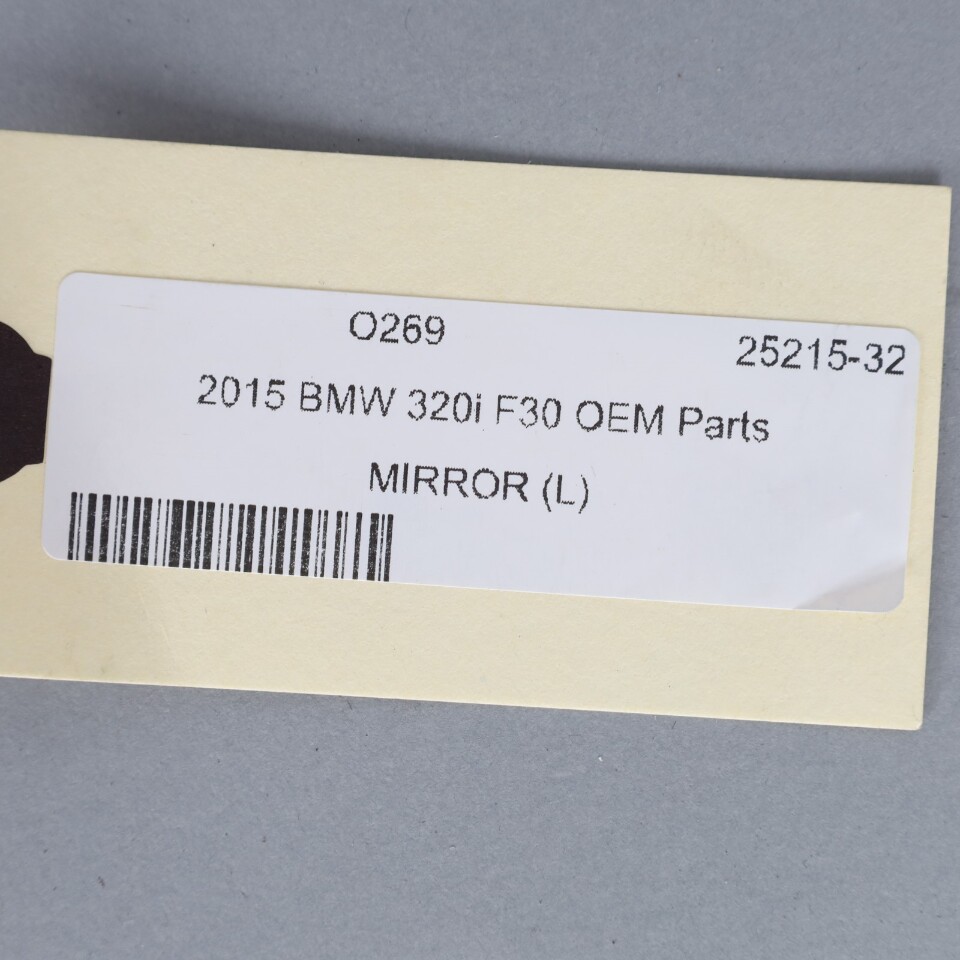 O269 25215-32
2015 BMW 320i F30 OEM Parts
MIRROR (L)